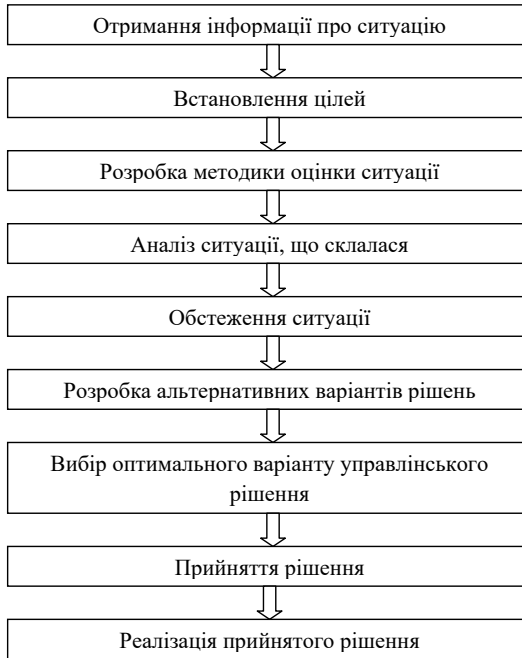 Отримання інформації про ситуацію
Встановлення цілей
Розробка методики оцінки ситуації
Аналіз ситуації, що склалася
Обстеження ситуації
Розробка альтернативних варіантів рішень
Вибір оптимального варіанту управлінського
рішення
Прийняття рішення
Реалізація прийнятого рішення